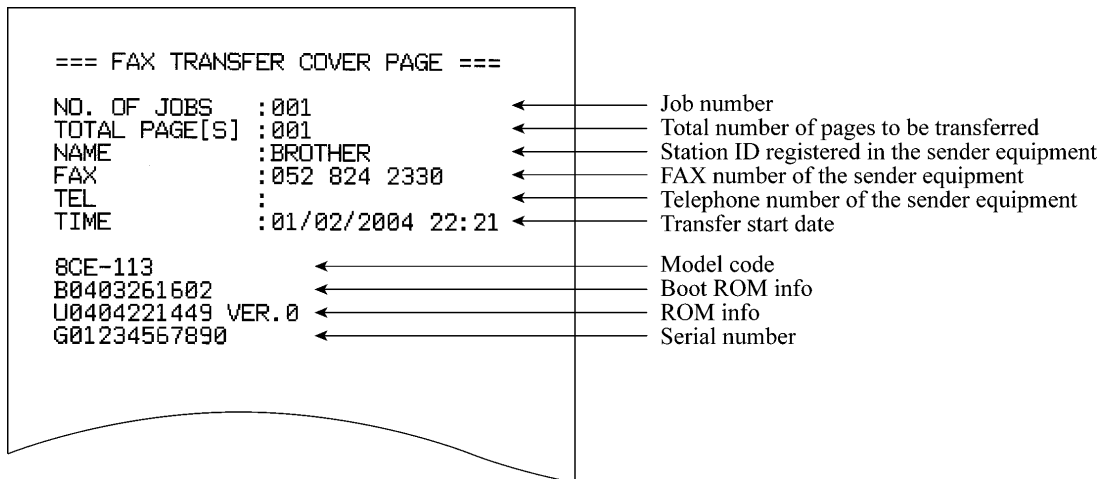 === FAX TRANSFER COVER PAGE ===
NO. OF JOBS :001 Job number
TOTAL PAGE[S] :001 Total number of pages to be transferred
NAME :BROTHER Station ID registered in the sender equipment
FAX :052 824 2330 FAX number of the sender equipment
TEL : Telephone number of the sender equipment
TIME :01/02/2004 22:21 Transfer start date
8CE-113 Model code
B0403261602 Boot ROM info
U0404221449 VER.0 ROM info
G01234567890 Serial number